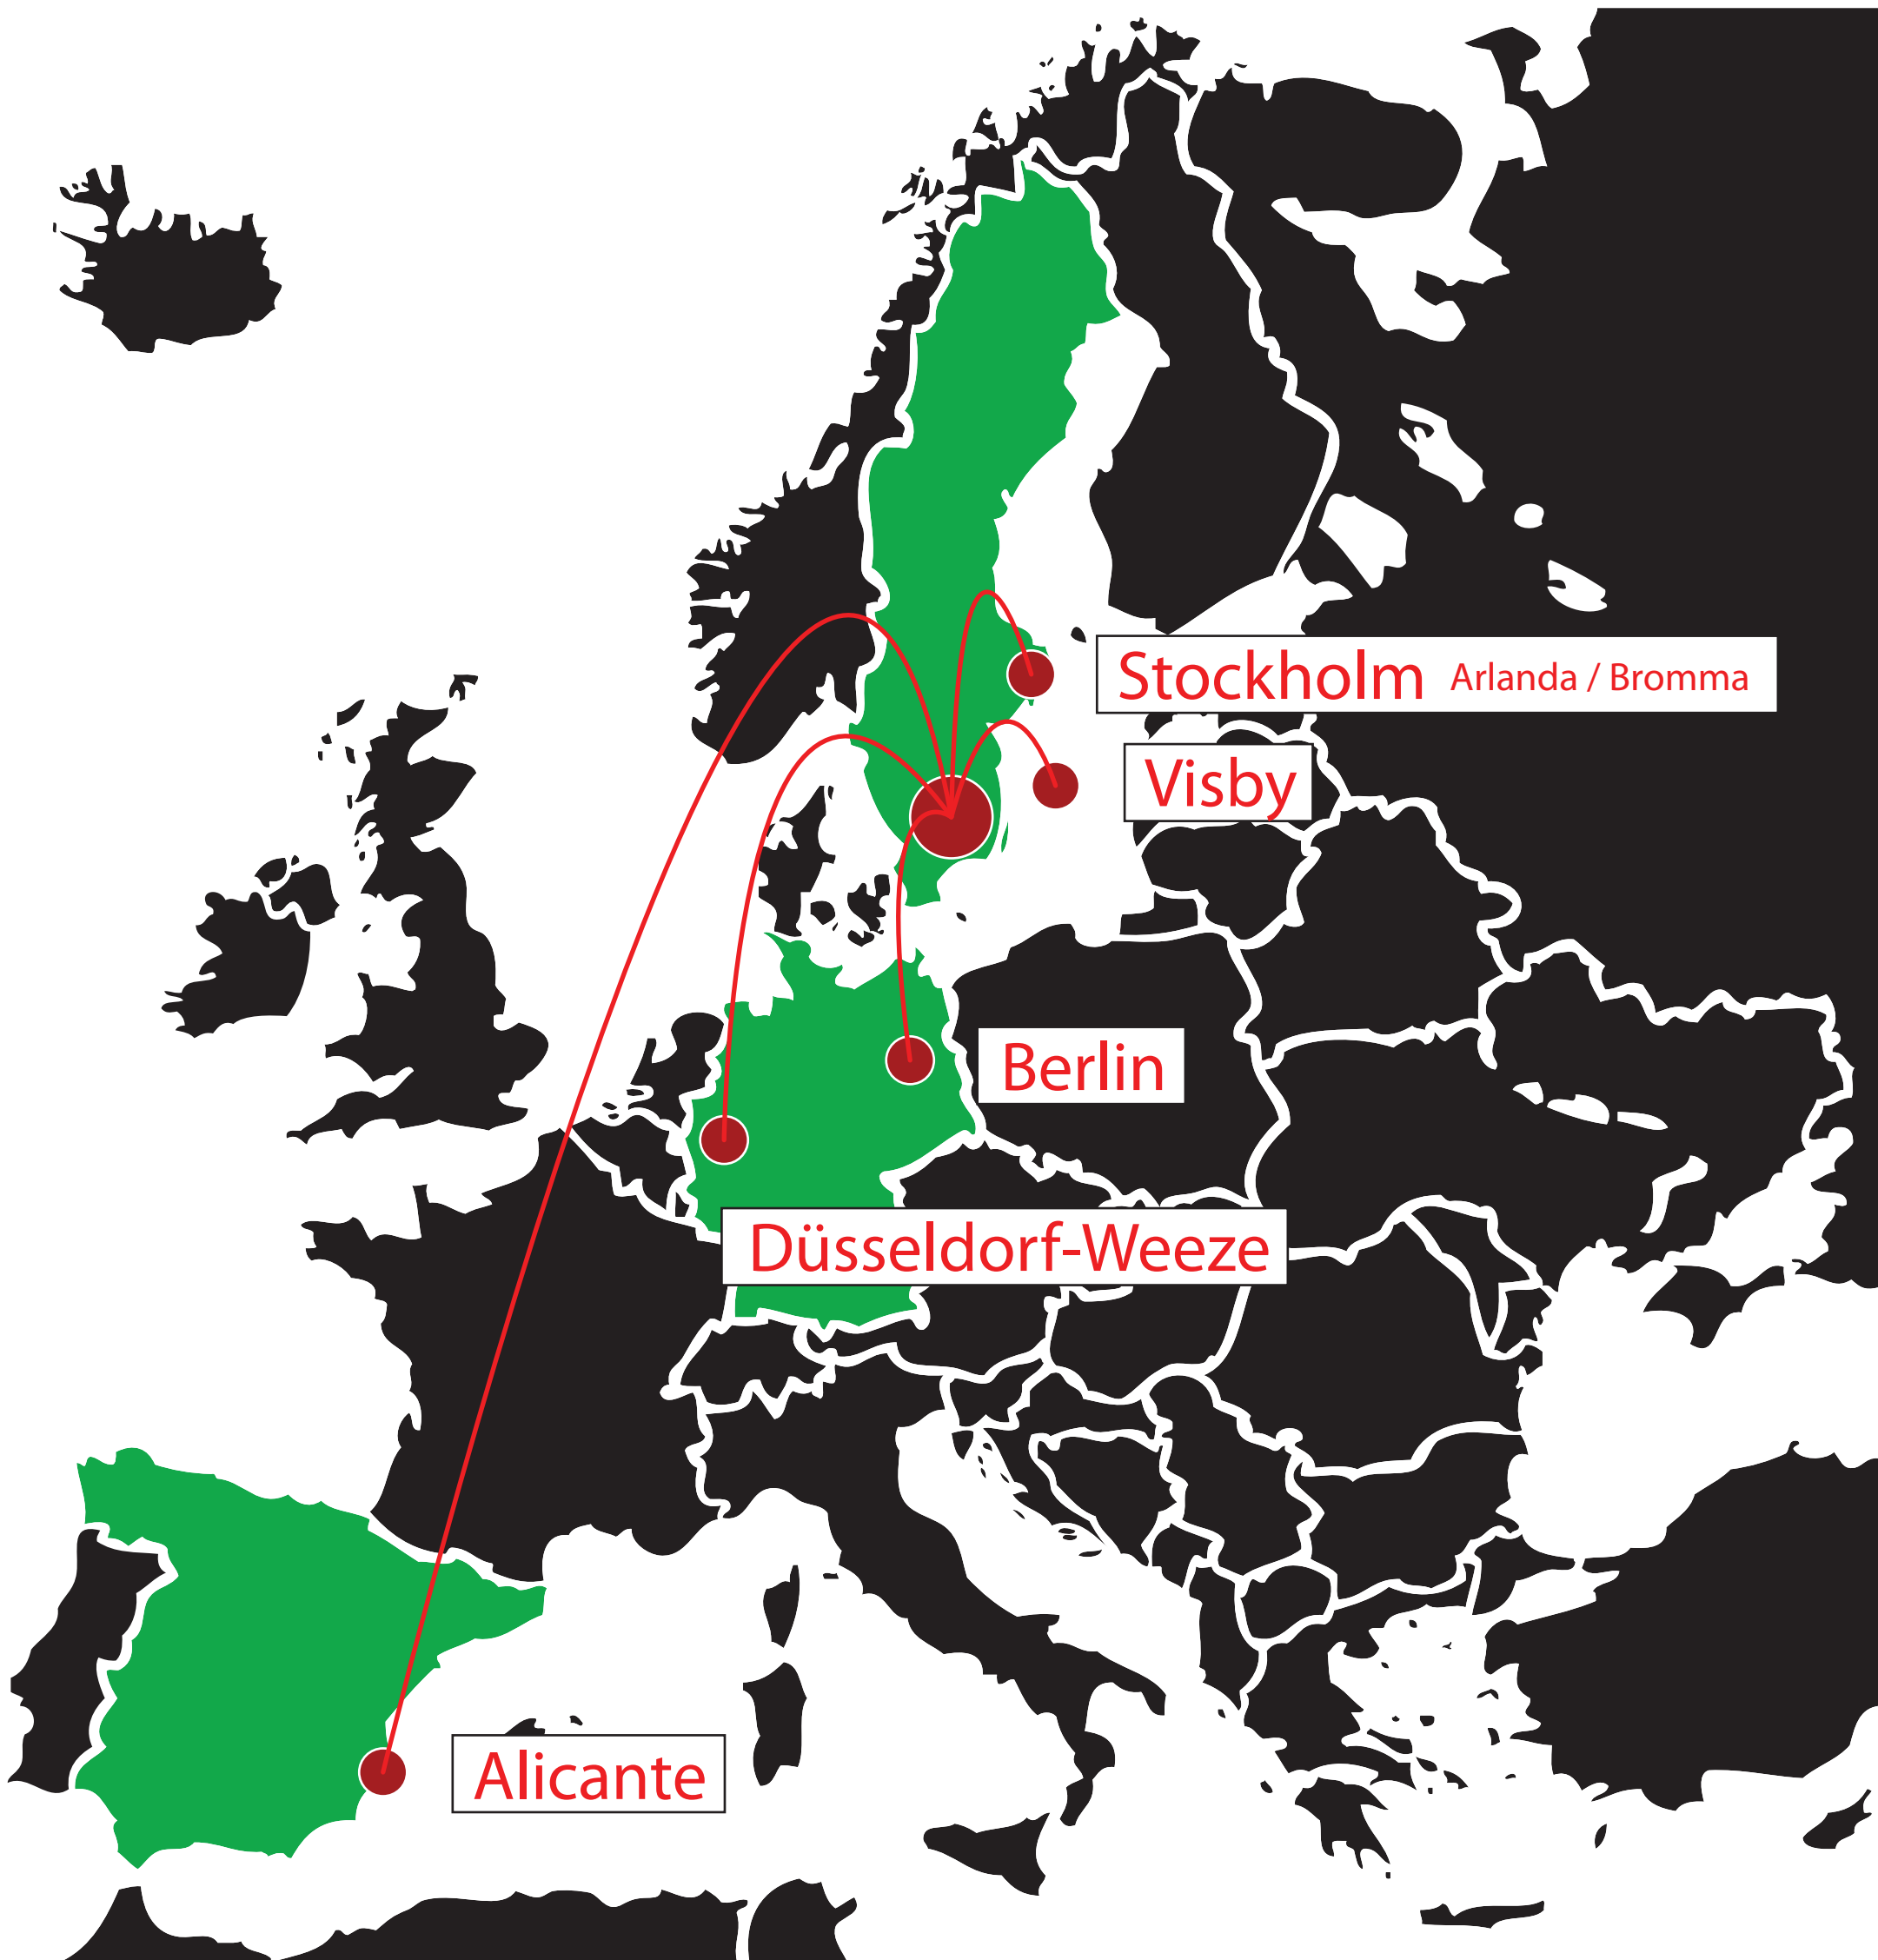 Stockholm Arlanda / Bromma
Visby
Berlin
Düsseldorf-Weeze
Alicante